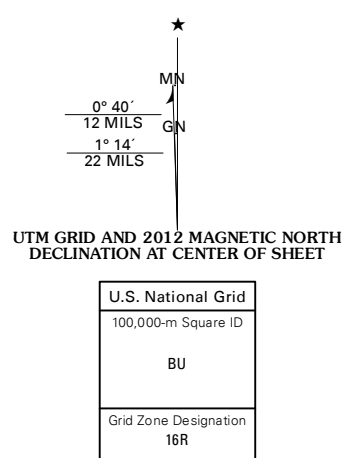 MN
0° 40´
12 MILS
GN
1° 14´
22 MILS
UTM GRID AND 2012 MAGNETIC NORTH
DECLINATION AT CENTER OF SHEET
U.S. National Grid
100,000-m Square ID
BU
Grid Zone Designation
16R